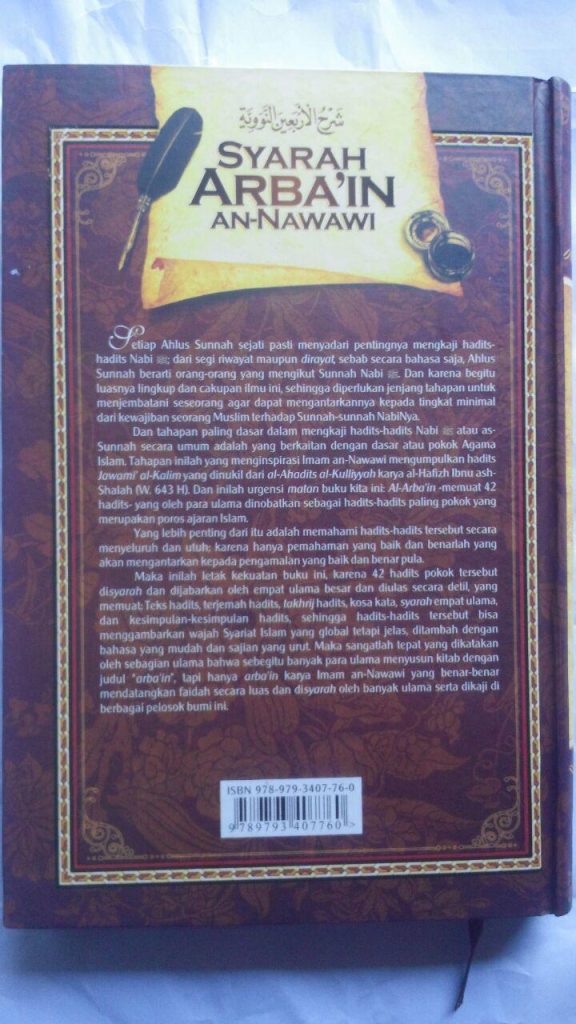 شَرْحُ الْأَرْبَعِيْنَ النَّوَوِيَّةِ
SYARAH
ARBA'IN
AN-NAWAWI
Setiap Ahlus Sunnah sejati pasti menyadari pentingnya mengkaji hadits-
hadits Nabi ﷺ; dari segi riwayat maupun dirayat, sebab secara bahasa saja, Ahlus
Sunnah berarti orang-orang yang mengikut Sunnah Nabi ﷺ. Dan karena begitu
luasnya lingkup dan cakupan ilmu ini, sehingga diperlukan jenjang tahapan untuk
menjembatani seseorang agar dapat mengantarkannya kepada tingkat minimal
dari kewajiban seorang Muslim terhadap Sunnah-sunnah NabiNya.
Dan tahapan paling dasar dalam mengkaji hadits-hadits Nabi ﷺ atau as-
Sunnah secara umum adalah yang berkaitan dengan dasar atau pokok Agama
Islam. Tahapan inilah yang menginspirasi Imam an-Nawawi mengumpulkan hadits
Jawami' al-Kalim yang dinukil dari al-Ahadits al-Kulliyyah karya al-Hafizh Ibnu ash-
Shalah (W. 643 H). Dan inilah urgensi matan buku kita ini: Al-Arba'in -memuat 42
hadits- yang oleh para ulama dinobatkan sebagai hadits-hadits paling pokok yang
merupakan poros ajaran Islam.
Yang lebih penting dari itu adalah memahami hadits-hadits tersebut secara
menyeluruh dan utuh; karena hanya pemahaman yang baik dan benarlah yang
akan mengantarkan kepada pengamalan yang baik dan benar pula.
Maka inilah letak kekuatan buku ini, karena 42 hadits pokok tersebut
disyarah dan dijabarkan oleh empat ulama besar dan diulas secara detil, yang
memuat: Teks hadits, terjemah hadits, takhrij hadits, kosa kata, syarah empat ulama,
dan kesimpulan-kesimpulan hadits, sehingga hadits-hadits tersebut bisa
menggambarkan wajah Syariat Islam yang global tetapi jelas, ditambah dengan
bahasa yang mudah dan sajian yang urut. Maka sangatlah tepat yang dikatakan
oleh sebagian ulama bahwa sebegitu banyak para ulama menyusun kitab dengan
judul "arba'in", tapi hanya arba'in karya Imam an-Nawawi yang benar-benar
mendatangkan faidah secara luas dan disyarah oleh banyak ulama serta dikaji di
berbagai pelosok bumi ini.
ISBN 978-979-3407-76-0
9 789793 407760 >